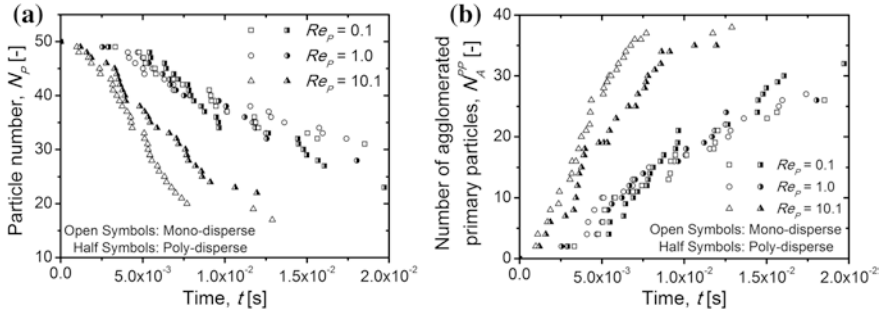 (a)
Particle number, N_P [-]
60
50
40
30
20
10
Re_P = 0.1
Re_P = 1.0
Re_P = 10.1
Open Symbols: Mono-disperse
Half Symbols: Poly-disperse
0.0
5.0x10⁻³
1.0x10⁻²
1.5x10⁻²
2.0x10⁻²
Time, t [s]
(b)
Number of agglomerated
primary particles, N_A^PP [-]
40
30
20
10
0
Re_P = 0.1
Re_P = 1.0
Re_P = 10.1
Open Symbols: Mono-disperse
Half Symbols: Poly-disperse
0.0
5.0x10⁻³
1.0x10⁻²
1.5x10⁻²
2.0x10⁻²
Time, t [s]